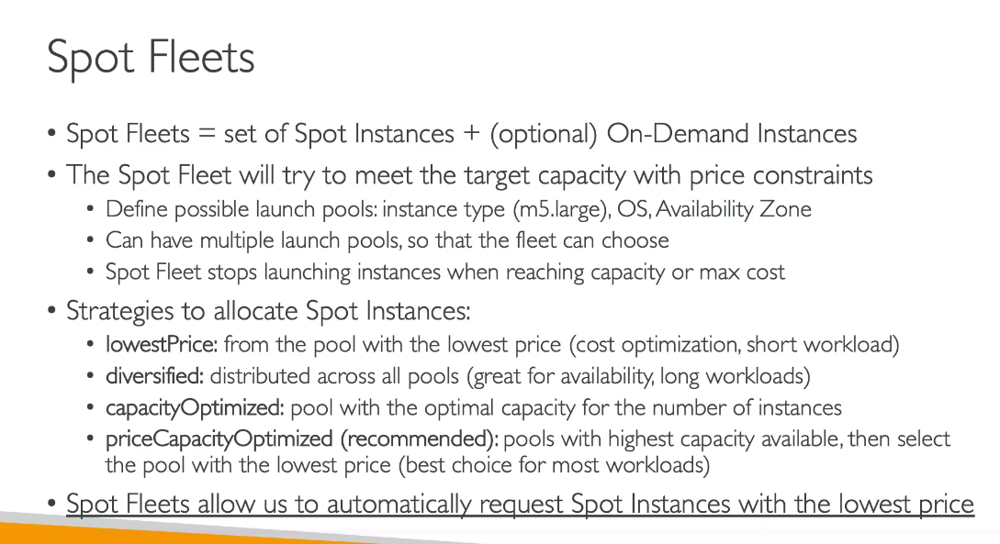 Spot Fleets
• Spot Fleets = set of Spot Instances + (optional) On-Demand Instances
• The Spot Fleet will try to meet the target capacity with price constraints
• Define possible launch pools: instance type (m5.large), OS, Availability Zone
• Can have multiple launch pools, so that the fleet can choose
• Spot Fleet stops launching instances when reaching capacity or max cost
• Strategies to allocate Spot Instances:
• lowestPrice: from the pool with the lowest price (cost optimization, short workload)
• diversified: distributed across all pools (great for availability, long workloads)
• capacityOptimized: pool with the optimal capacity for the number of instances
• priceCapacityOptimized (recommended): pools with highest capacity available, then select
the pool with the lowest price (best choice for most workloads)
• Spot Fleets allow us to automatically request Spot Instances with the lowest price